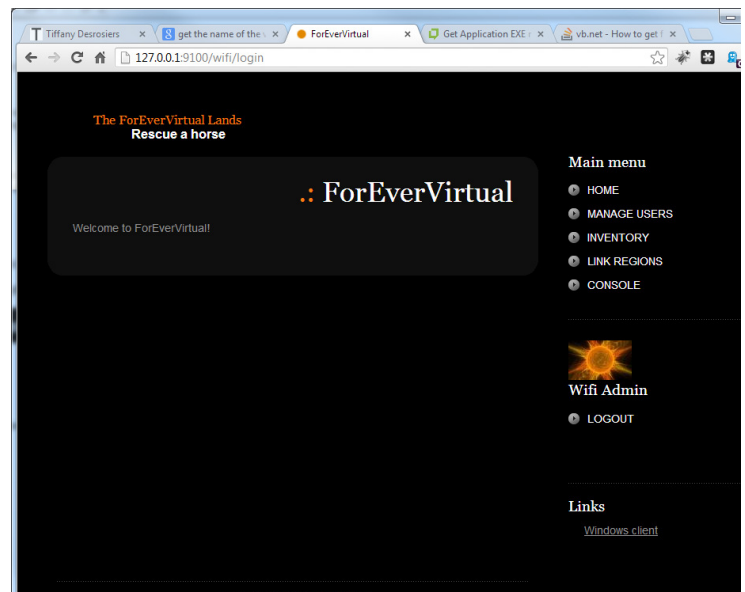 Tiffany Desrosiers
get the name of the
ForEverVirtual
Get Application EXE
vb.net - How to get
127.0.0.1:9100/wifi/login
The ForEverVirtual Lands
Rescue a horse
.: ForEverVirtual
Welcome to ForEverVirtual!
Main menu
HOME
MANAGE USERS
INVENTORY
LINK REGIONS
CONSOLE
Wifi Admin
LOGOUT
Links
Windows client